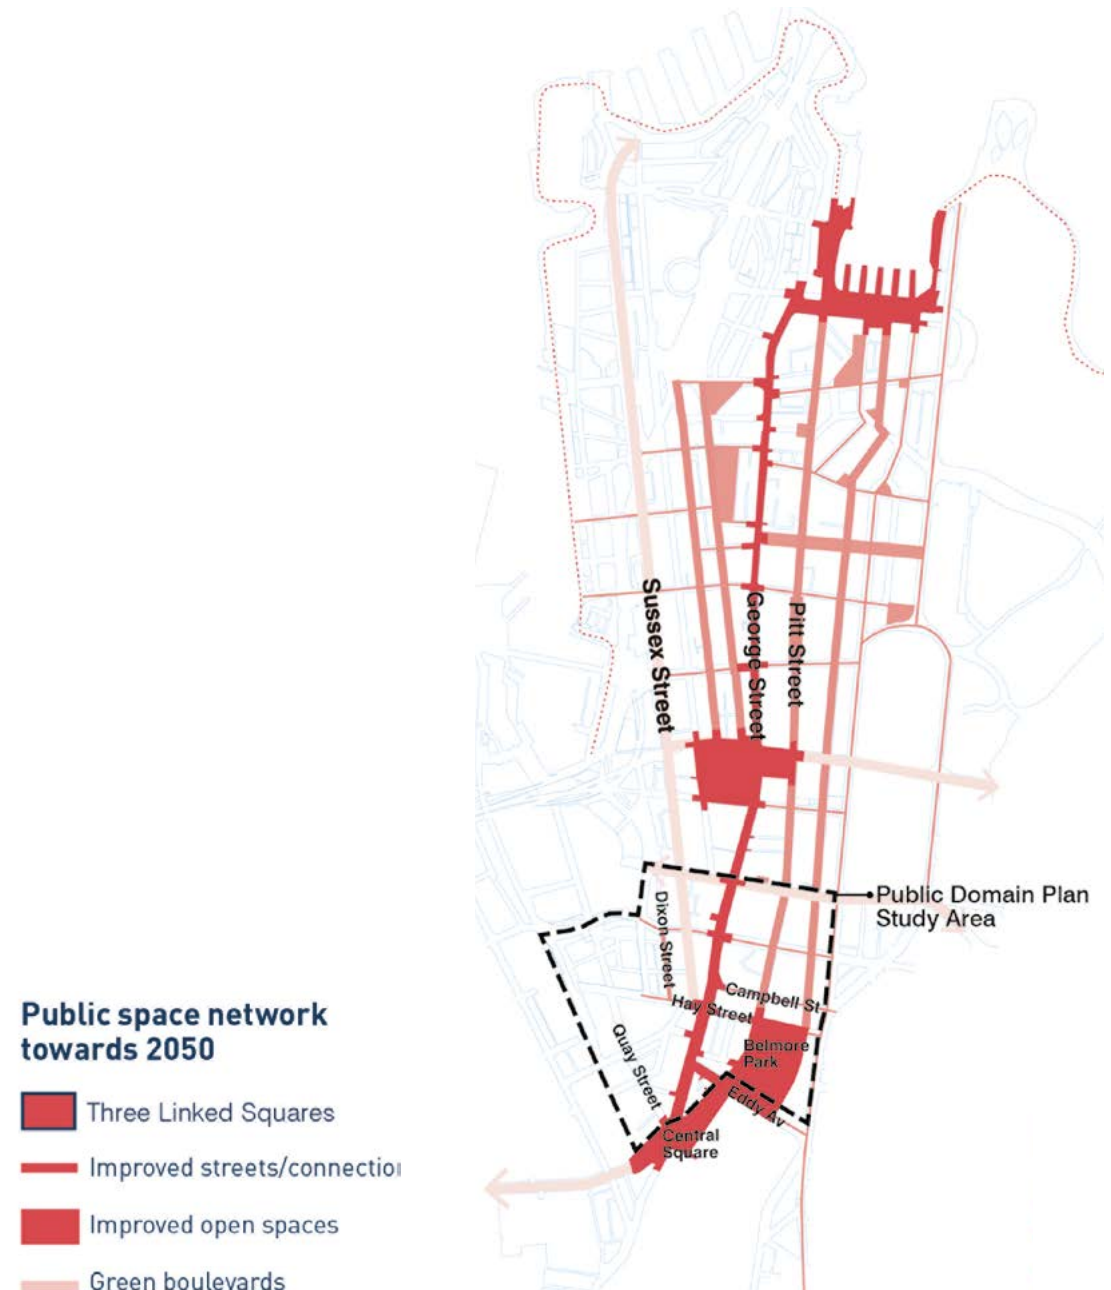 Sussex Street
George Street
Pitt Street
Public Domain Plan
Study Area
Dixon Street
Campbell St
Hay Street
Quay Street
Belmore
Park
Eddy Av
Central
Square
Public space network
towards 2050
Three Linked Squares
Improved streets/connectio
Improved open spaces
Green boulevards